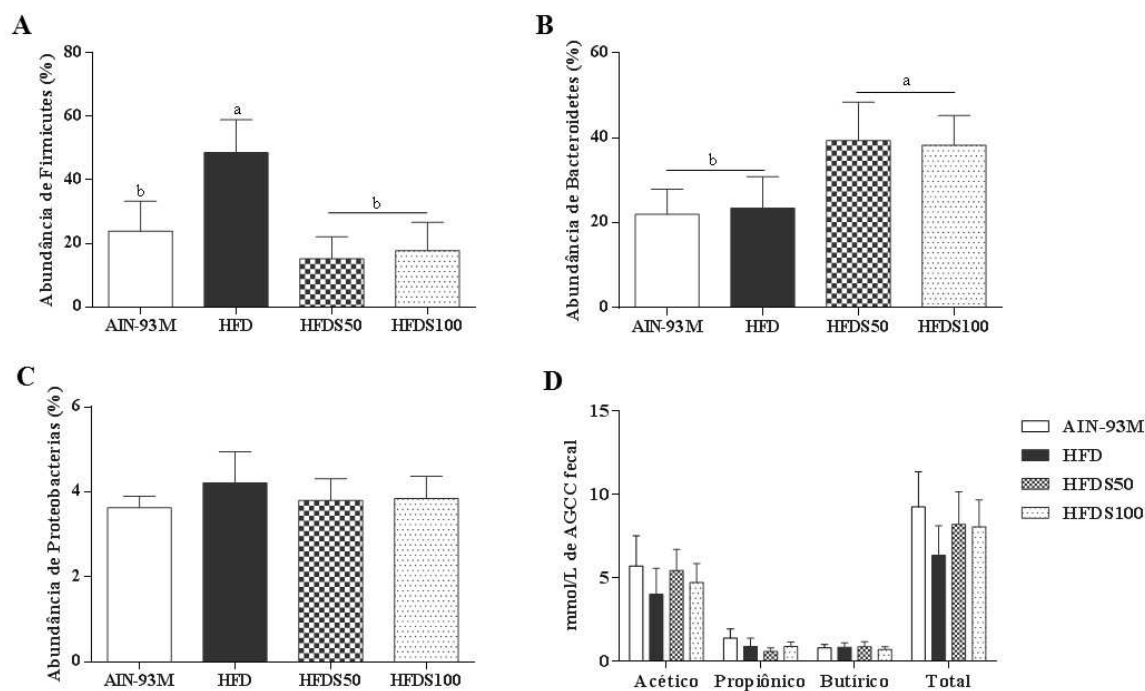 A
Abundância de Firmicutes (%)
80
60
40
20
0
b
a
b
AIN-93M HFD HFDS50 HFDS100
B
Abundância de Bacteroidetes (%)
60
40
20
0
b
a
AIN-93M HFD HFDS50 HFDS100
C
Abundância de Proteobacterias (%)
6
4
2
0
AIN-93M HFD HFDS50 HFDS100
D
mmol/L de AGCC fecal
15
10
5
0
Acético Propiônico Butírico Total
AIN-93M
HFD
HFDS50
HFDS100